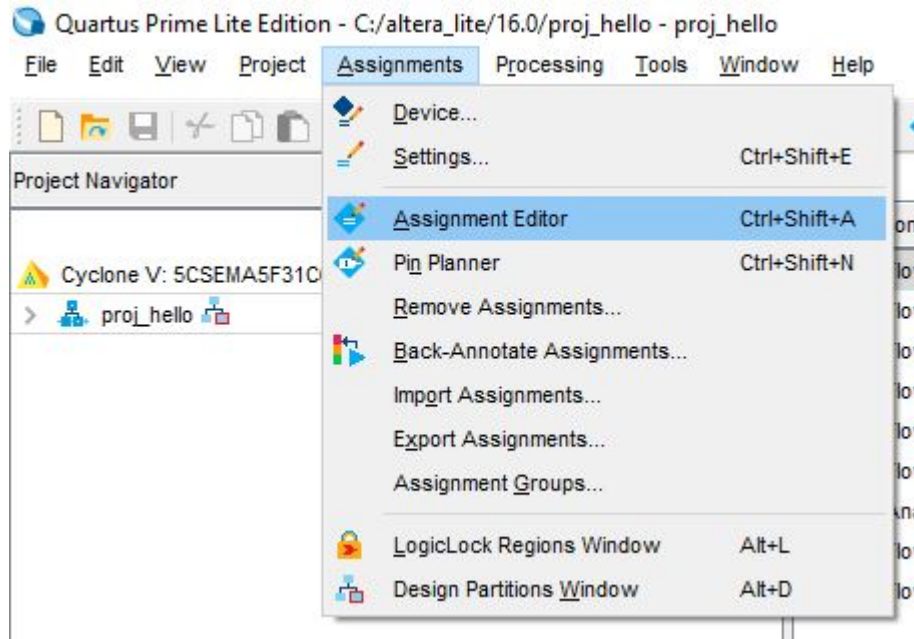 Quartus Prime Lite Edition - C:/altera_lite/16.0/proj_hello - proj_hello
File Edit View Project Assignments Processing Tools Window Help
Device...
Settings... Ctrl+Shift+E
Project Navigator
Assignment Editor Ctrl+Shift+A
Pin Planner Ctrl+Shift+N
Cyclone V: 5CSEMA5F31C
Remove Assignments...
proj_hello
Back-Annotate Assignments...
Import Assignments...
Export Assignments...
Assignment Groups...
LogicLock Regions Window Alt+L
Design Partitions Window Alt+D